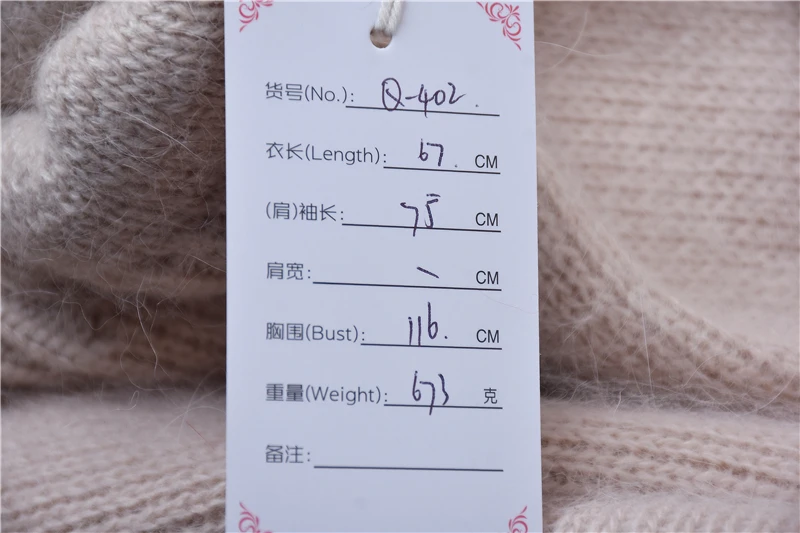 货号(No.): Q-402.
衣长(Length): 67. CM
(肩)袖长: 75 CM
肩宽: \ CM
胸围(Bust): 116. CM
重量(Weight): 673 克
备注: